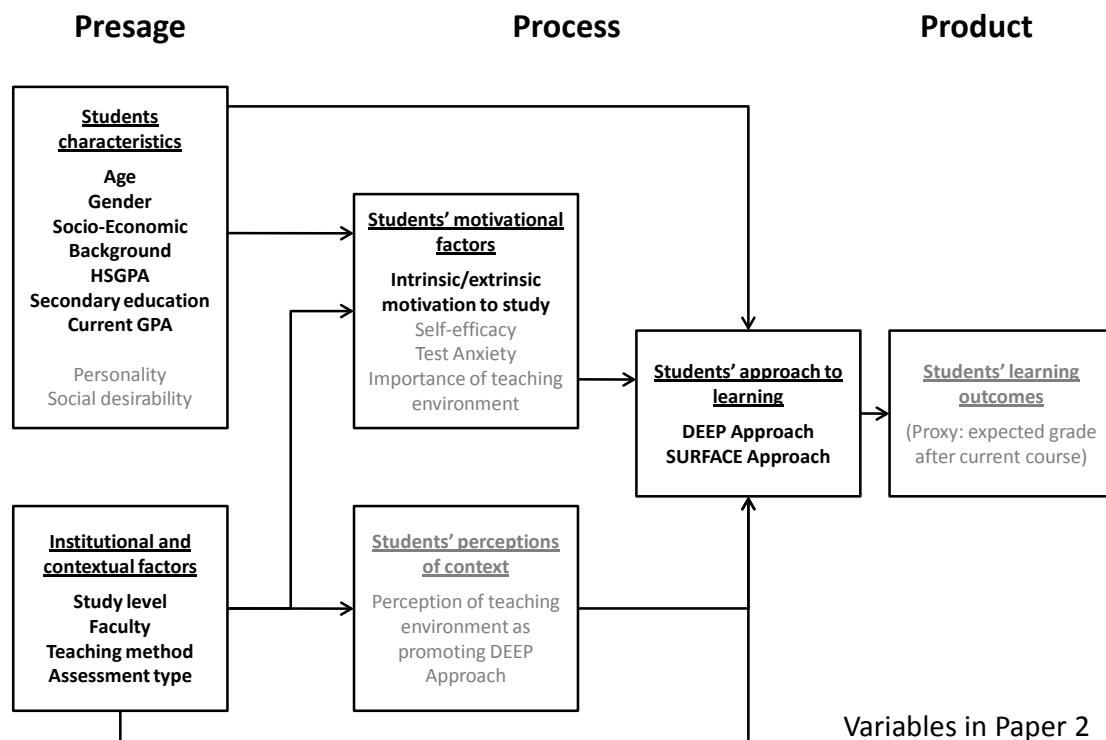 Presage
Process
Product
Students
characteristics
Age
Gender
Socio-Economic
Background
HSGPA
Secondary education
Current GPA
Personality
Social desirability
Students' motivational
factors
Intrinsic/extrinsic
motivation to study
Self-efficacy
Test Anxiety
Importance of teaching
environment
Students' approach to
learning
DEEP Approach
SURFACE Approach
Students' learning
outcomes
(Proxy: expected grade
after current course)
Institutional and
contextual factors
Study level
Faculty
Teaching method
Assessment type
Students' perceptions
of context
Perception of teaching
environment as
promoting DEEP
Approach
Variables in Paper 2